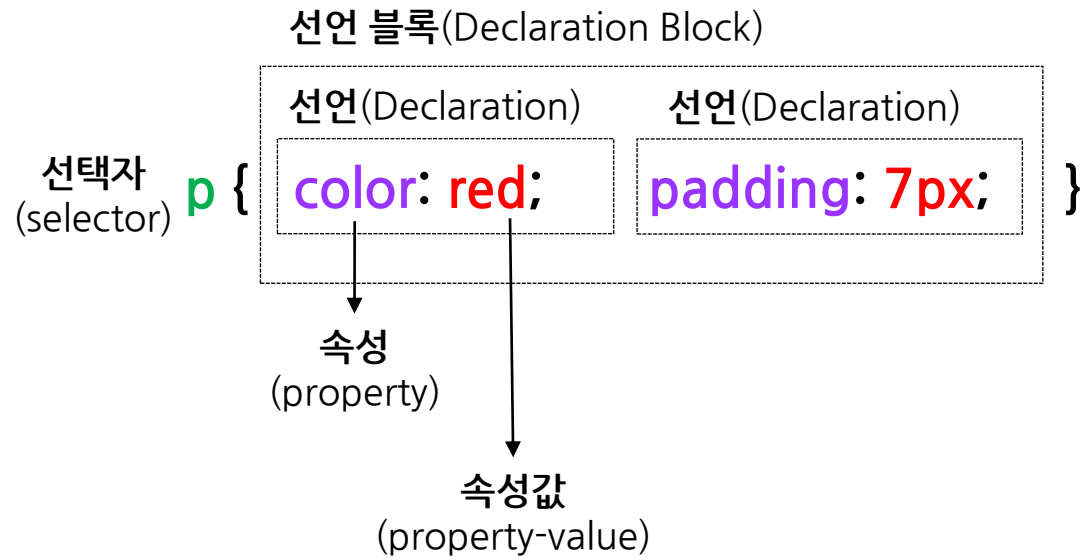 선언 블록(Declaration Block)
선언(Declaration) 선언(Declaration)
선택자
(selector)
p { color: red; padding: 7px; }
속성
(property)
속성값
(property-value)